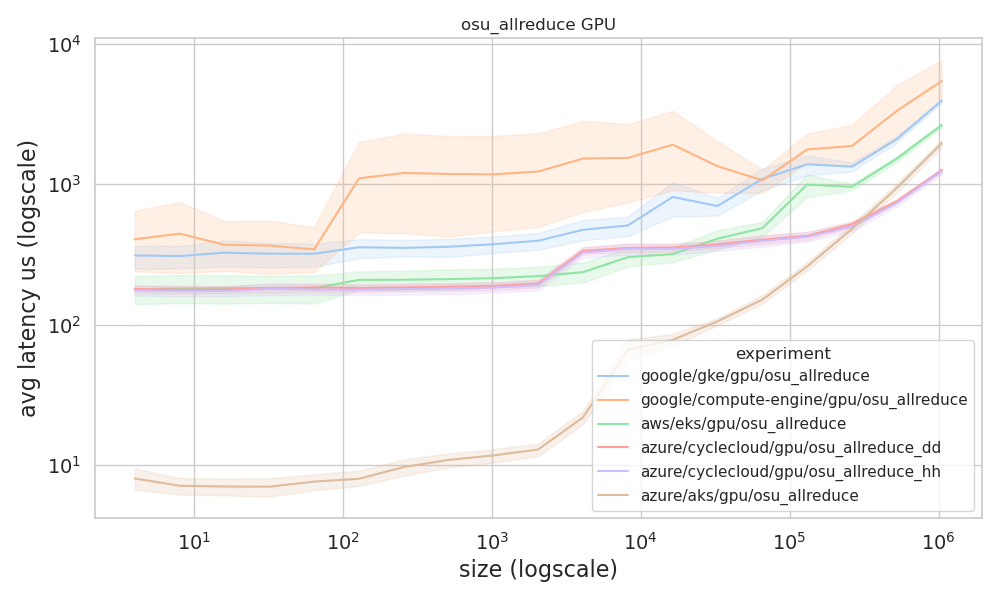 osu_allreduce GPU
avg latency us (logscale)
10^4
10^3
10^2
10^1
experiment
google/gke/gpu/osu_allreduce
google/compute-engine/gpu/osu_allreduce
aws/eks/gpu/osu_allreduce
azure/cyclecloud/gpu/osu_allreduce_dd
azure/cyclecloud/gpu/osu_allreduce_hh
azure/aks/gpu/osu_allreduce
10^1 10^2 10^3 10^4 10^5 10^6
size (logscale)